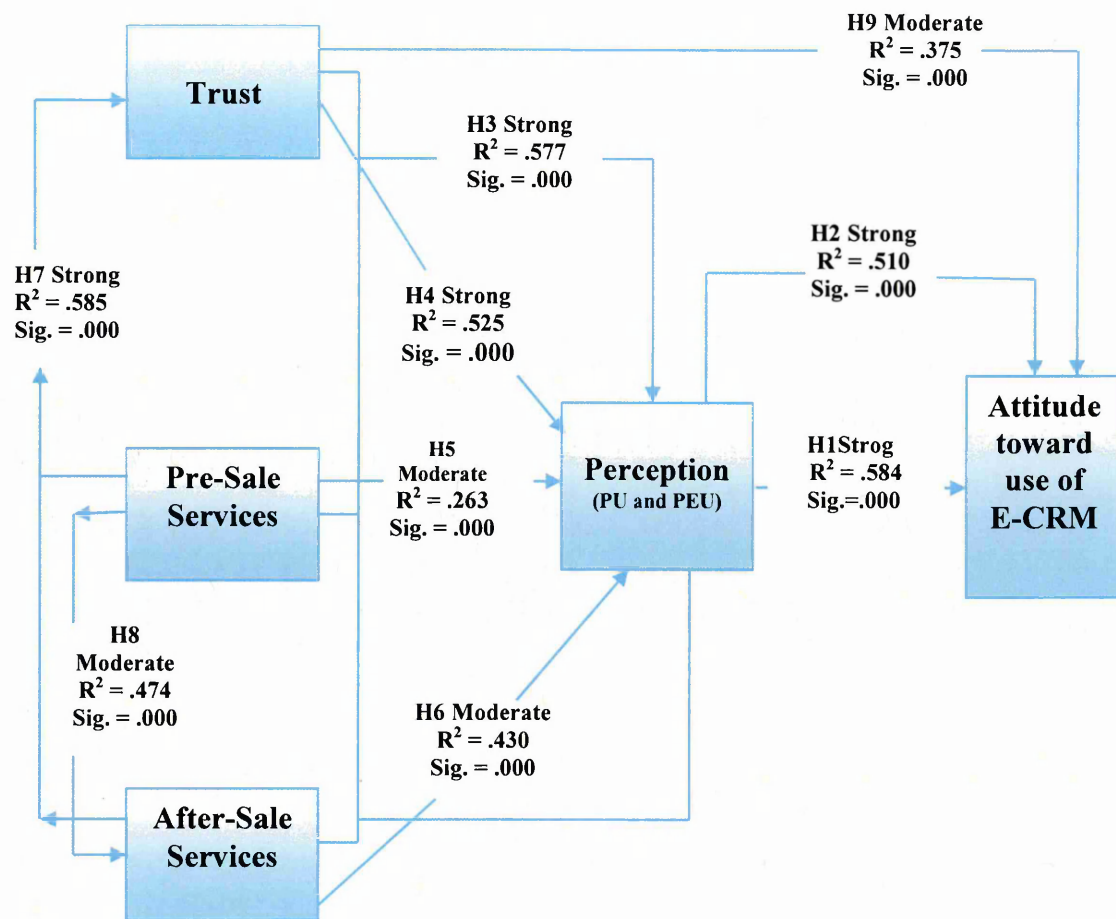 H9 Moderate
R² = .375
Sig. = .000
Trust
H3 Strong
R² = .577
Sig. = .000
H2 Strong
R² = .510
Sig. = .000
H7 Strong
R² = .585
Sig. = .000
H4 Strong
R² = .525
Sig. = .000
Pre-Sale
Services
H5
Moderate
R² = .263
Sig. = .000
Perception
(PU and PEU)
H1Strog
R² = .584
Sig.=.000
Attitude
toward
use of
E-CRM
H8
Moderate
R² = .474
Sig. = .000
H6 Moderate
R² = .430
Sig. = .000
After-Sale
Services